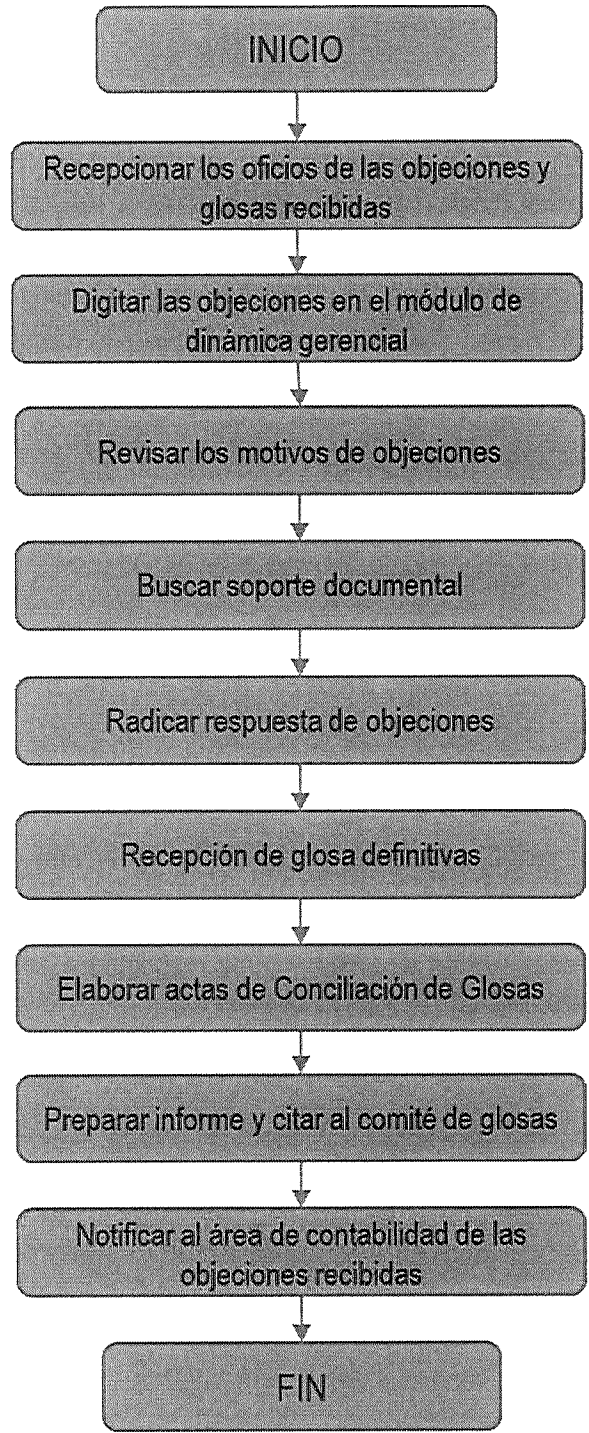 INICIO
Recepcionar los oficios de las objeciones y
glosas recibidas
Digitar las objeciones en el módulo de
dinámica gerencial
Revisar los motivos de objeciones
Buscar soporte documental
Radicar respuesta de objeciones
Recepción de glosa definitivas
Elaborar actas de Conciliación de Glosas
Preparar informe y citar al comité de glosas
Notificar al área de contabilidad de las
objeciones recibidas
FIN